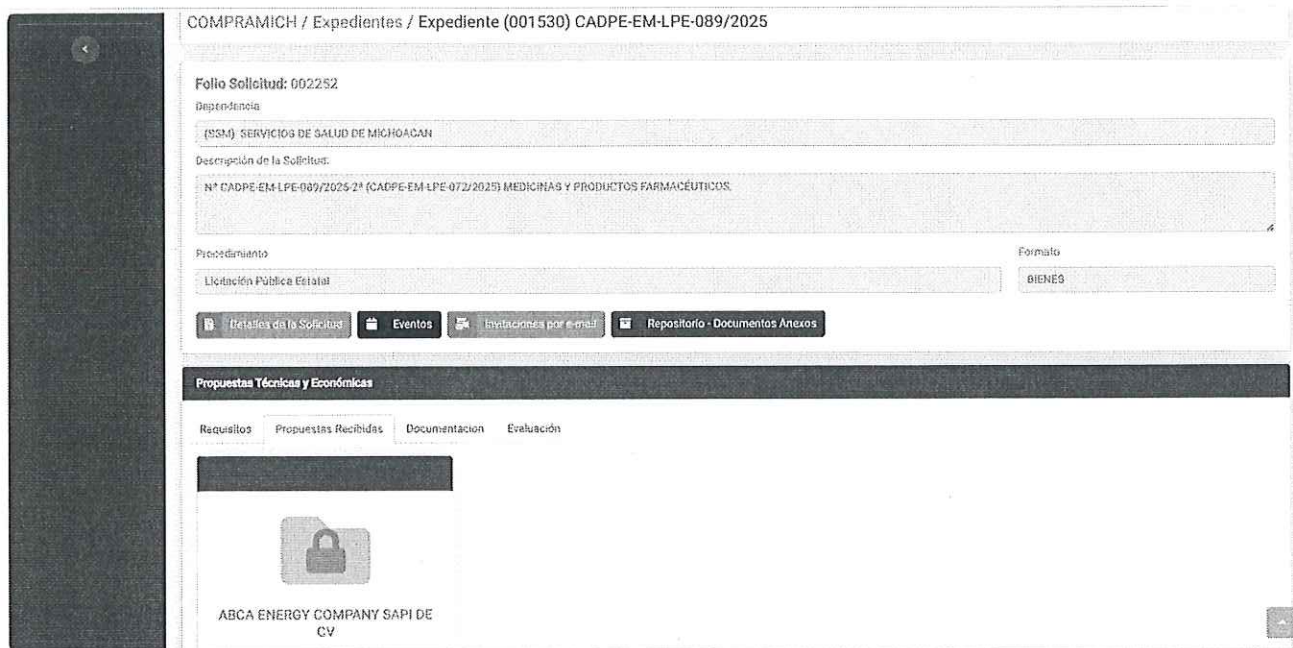 COMPRAMICH / Expedientes / Expediente (001530) CADPE-EM-LPE-089/2025
Folio Solicitud: 002252
Dependencia
(SSM) SERVICIOS DE SALUD DE MICHOACAN
Descripción de la Solicitud:
N° CADPE-EM-LPE-089/2025-2ª (CADPE-EM-LPE-072/2025) MEDICINAS Y PRODUCTOS FARMACÉUTICOS.
Procedimiento
Formato
Licitación Pública Estatal
BIENES
Detalles de la Solicitud
Eventos
Invitaciones por e-mail
Repositorio - Documentos Anexos
Propuestas Técnicas y Económicas
Requisitos
Propuestas Recibidas
Documentacion
Evaluación
ABCA ENERGY COMPANY SAPI DE
CV